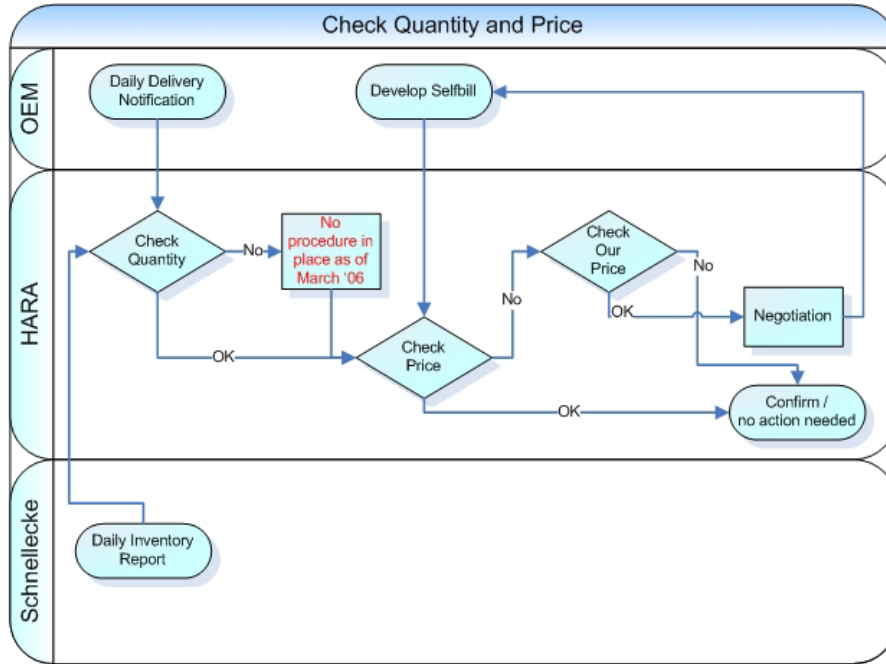 Check Quantity and Price
OEM
Daily Delivery
Notification
Develop Selfbill
HARA
Check
Quantity
No
No
procedure in
place as of
March ‘06
Check
Our
Price
No
No
OK
Negotiation
OK
Check
Price
Confirm /
no action needed
OK
Schnellecke
Daily Inventory
Report